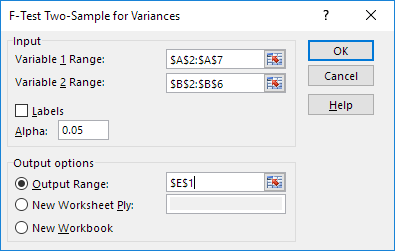 F-Test Two-Sample for Variances
?
×
Input
Variable 1 Range: $A$2:$A$7
Variable 2 Range: $B$2:$B$6
Labels
Alpha: 0.05
OK
Cancel
Help
Output options
Output Range: $E$1
New Worksheet Ply:
New Workbook